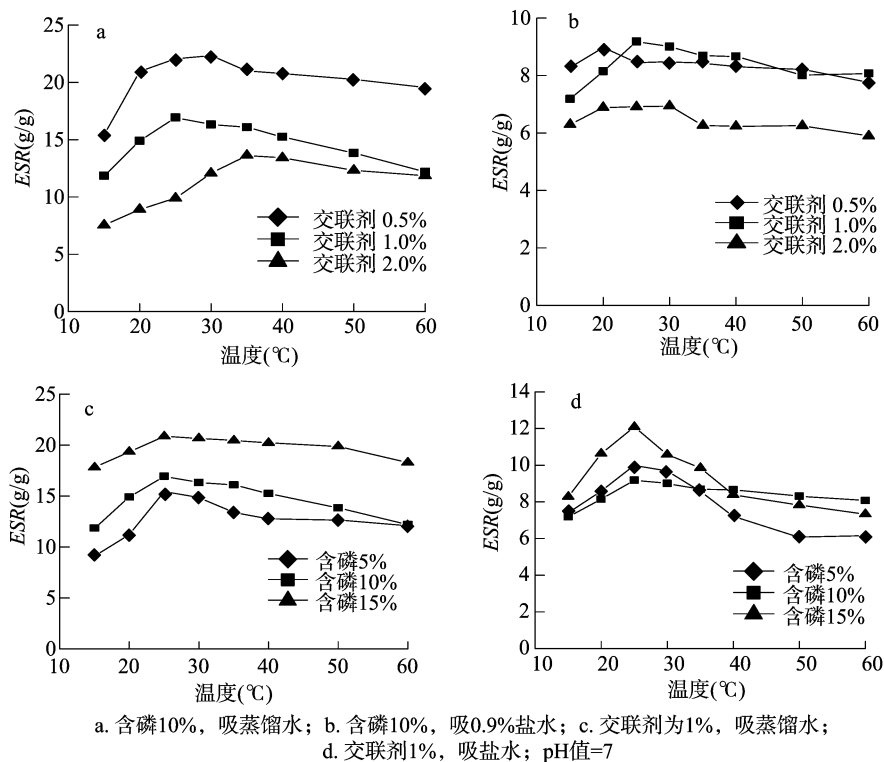 a
25
20
15
10
5
0
ESR(g/g)
交联剂 0.5%
交联剂 1.0%
交联剂 2.0%
10 20 30 40 50 60
温度(℃)
b
10
8
6
4
2
0
ESR(g/g)
交联剂 0.5%
交联剂 1.0%
交联剂 2.0%
10 20 30 40 50 60
温度(℃)
c
25
20
15
10
5
0
ESR(g/g)
含磷5%
含磷10%
含磷15%
10 20 30 40 50 60
温度(℃)
d
14
12
10
8
6
4
2
0
ESR(g/g)
含磷5%
含磷10%
含磷15%
10 20 30 40 50 60
温度(℃)
a. 含磷10%，吸蒸馏水；b. 含磷10%，吸0.9%盐水；c. 交联剂为1%，吸蒸馏水；
d. 交联剂1%，吸盐水；pH值=7